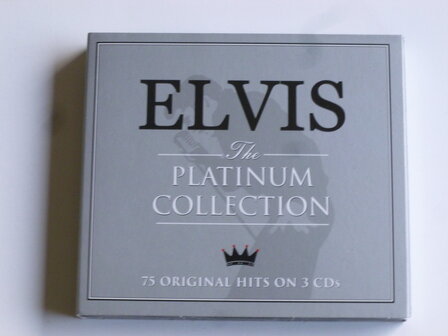 ELVIS
The
PLATINUM
COLLECTION
75 ORIGINAL HITS ON 3 CDs